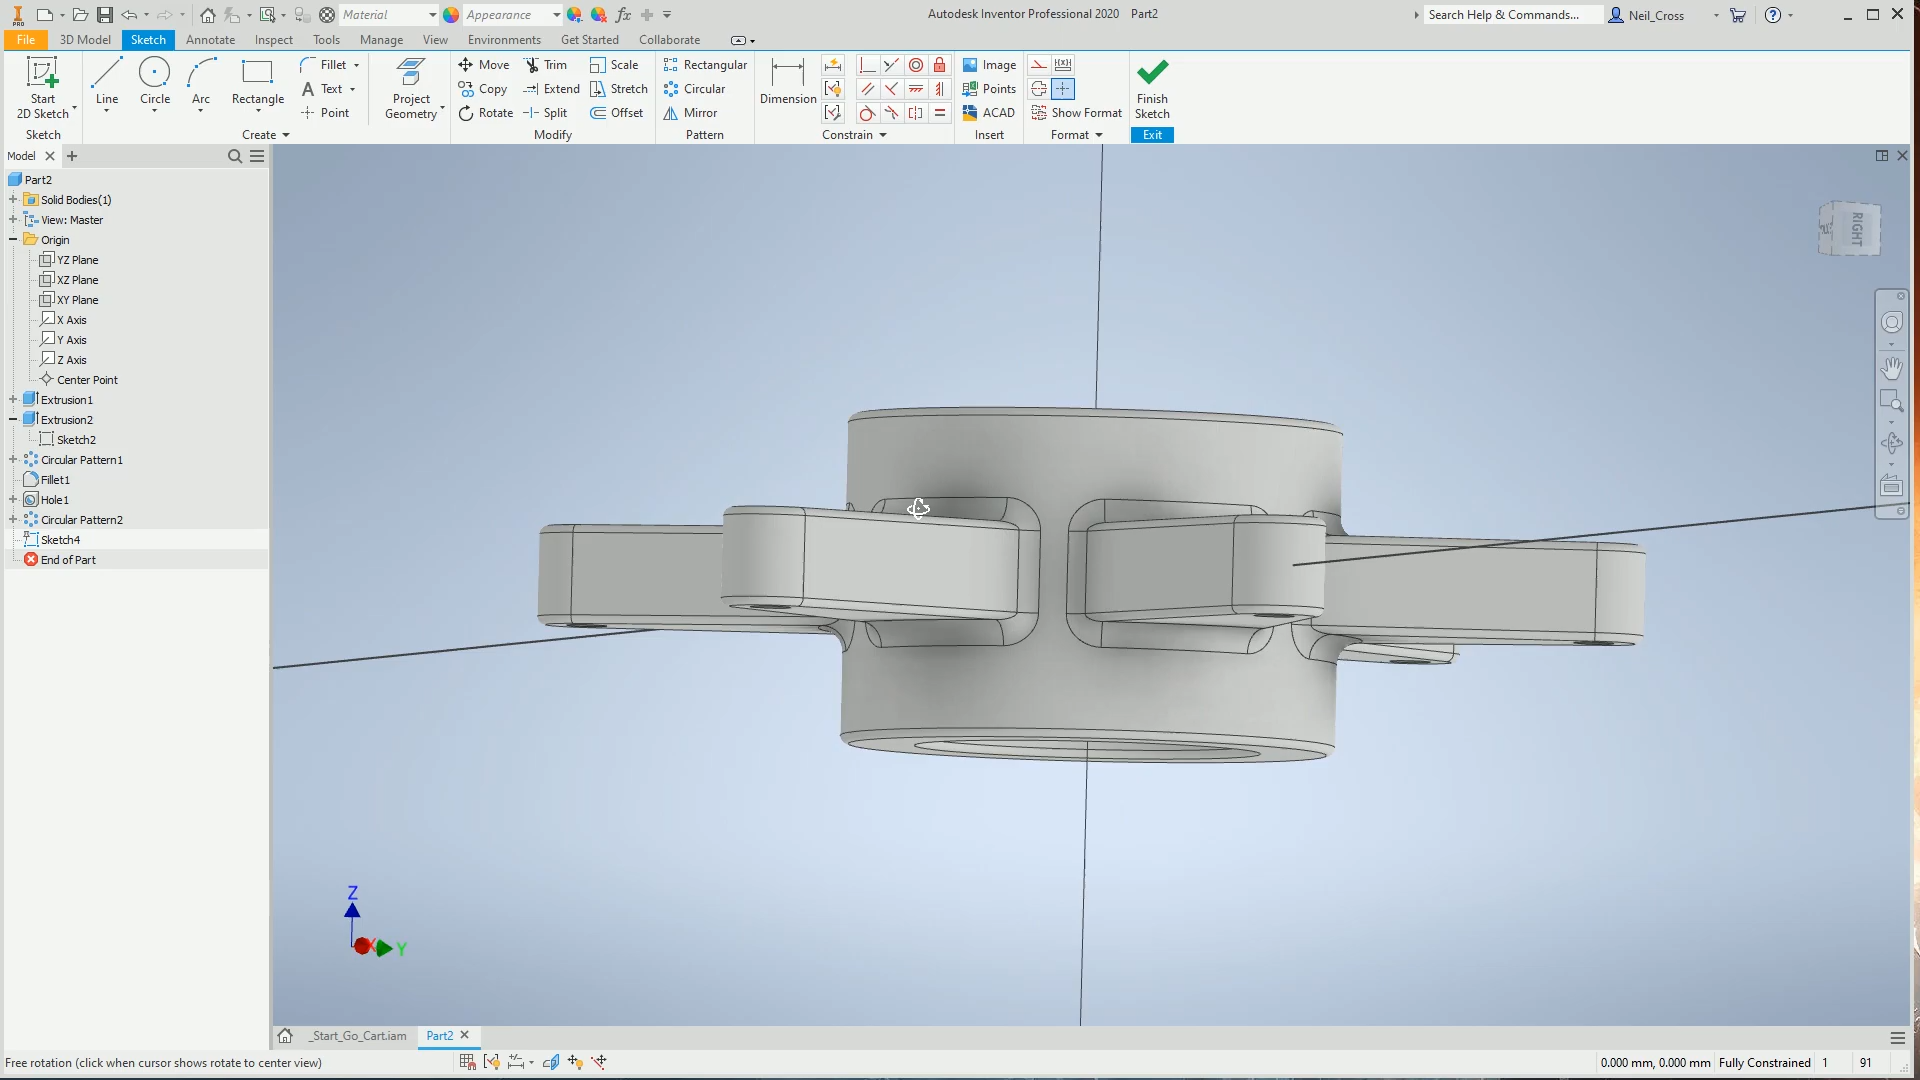 PRO
Material
Appearance
fx
Autodesk Inventor Professional 2020 Part2
Search Help & Commands...
Neil_Cross
File 3D Model Sketch Annotate Inspect Tools Manage View Environments Get Started Collaborate
Start
2D Sketch
Line Circle Arc Rectangle
Fillet
Text
Point
Project
Geometry
Move Trim Scale
Copy Extend Stretch
Rotate Split Offset
Rectangular
Circular
Mirror
Dimension
Image
Points
ACAD
Show Format
Finish
Sketch
Sketch Create Modify Pattern Constrain Insert Format Exit
Model
Part2
Solid Bodies(1)
View: Master
Origin
YZ Plane
XZ Plane
XY Plane
X Axis
Y Axis
Z Axis
Center Point
Extrusion1
Extrusion2
Sketch2
Circular Pattern1
Fillet1
Hole1
Circular Pattern2
Sketch4
End of Part
RIGHT
Z
X
Y
_Start_Go_Cart.iam Part2
Free rotation (click when cursor shows rotate to center view)
0.000 mm, 0.000 mm Fully Constrained 1 91